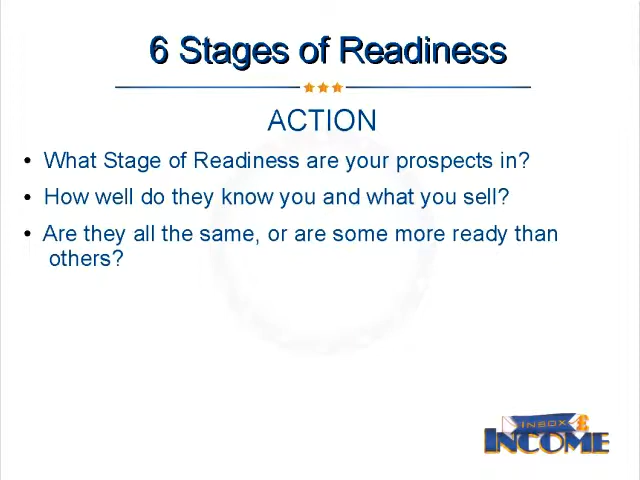 6 Stages of Readiness
ACTION
• What Stage of Readiness are your prospects in?
• How well do they know you and what you sell?
• Are they all the same, or are some more ready than
others?
INBOX £
INCOME